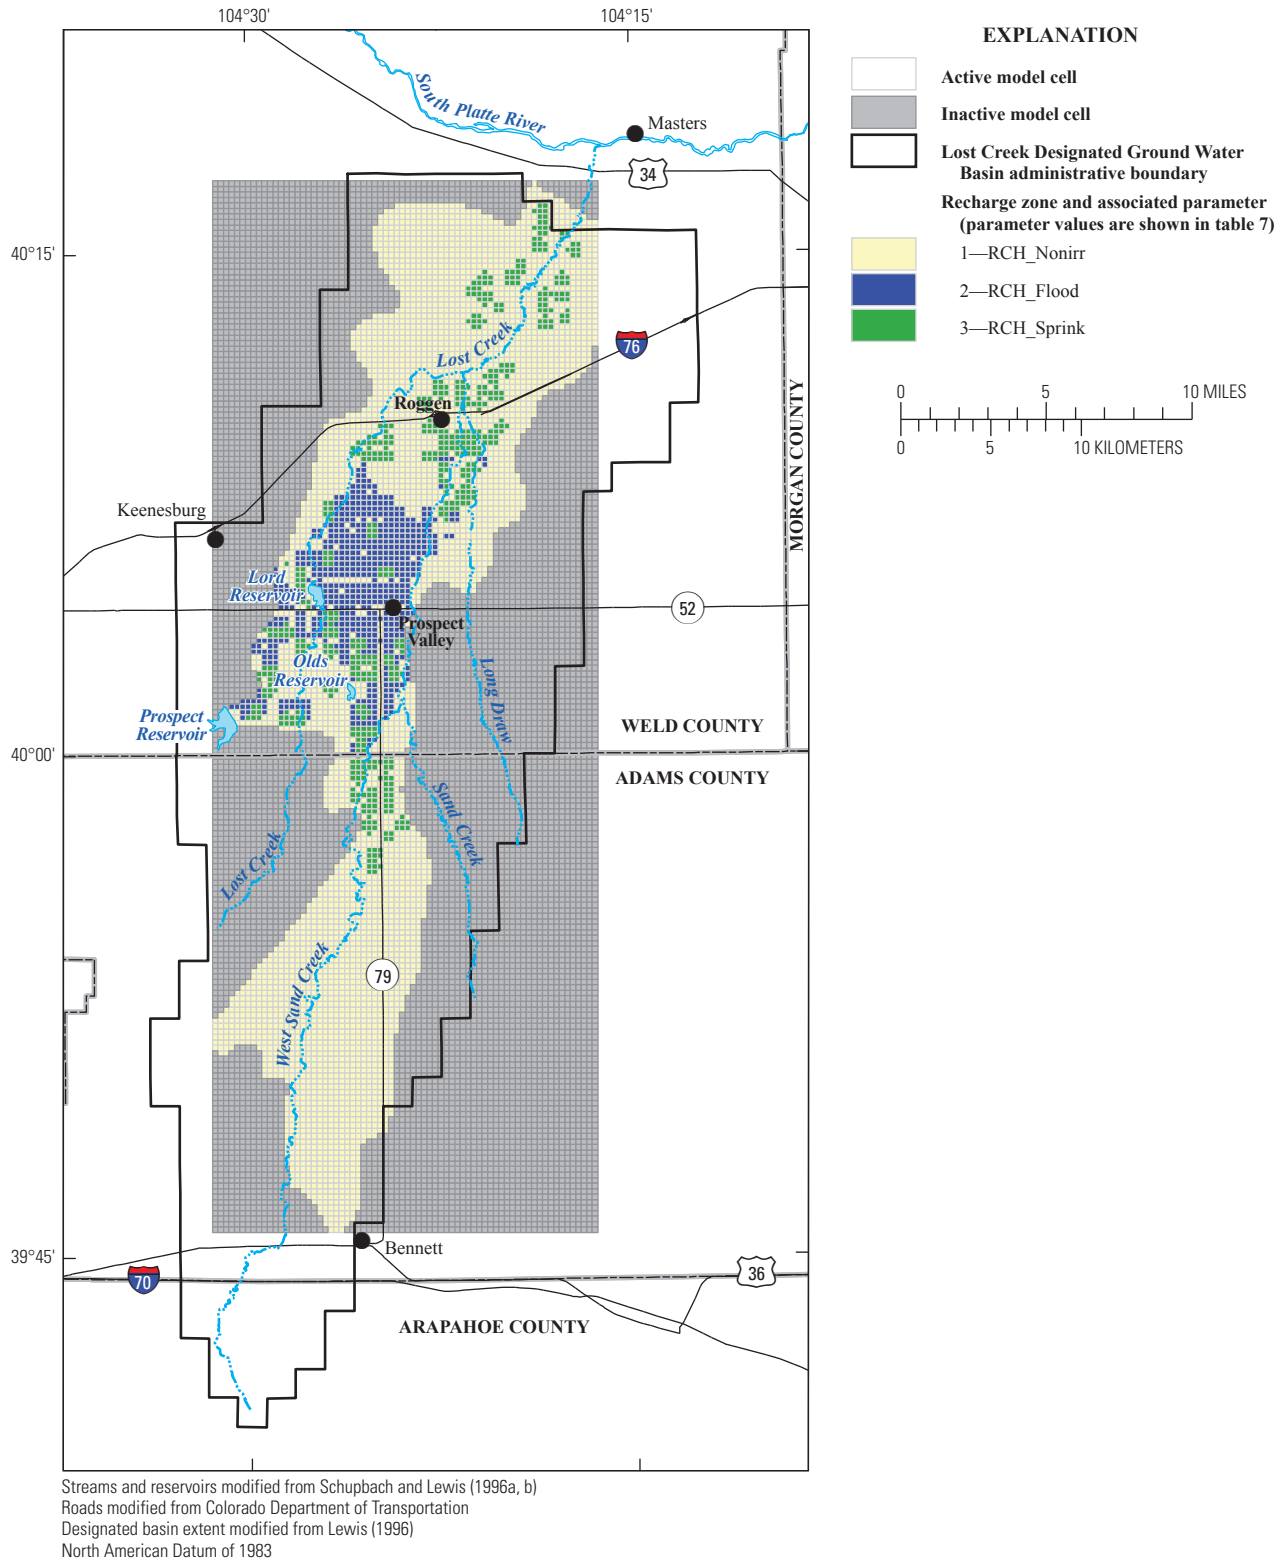 104°30'
104°15'
EXPLANATION
Active model cell
Inactive model cell
Lost Creek Designated Ground Water
Basin administrative boundary
Recharge zone and associated parameter
(parameter values are shown in table 7)
1—RCH_Nonirr
2—RCH_Flood
3—RCH_Sprink
0 5 10 MILES
0 5 10 KILOMETERS
South Platte River
Masters
34
40°15'
76
Lost Creek
Roggen
MORGAN COUNTY
Keenesburg
Lord
Reservoir
52
Prospect
Valley
Olds
Reservoir
Long Draw
Prospect
Reservoir
WELD COUNTY
40°00'
ADAMS COUNTY
Sand Creek
Lost Creek
West Sand Creek
79
39°45'
Bennett
70
36
ARAPAHOE COUNTY
Streams and reservoirs modified from Schupbach and Lewis (1996a, b)
Roads modified from Colorado Department of Transportation
Designated basin extent modified from Lewis (1996)
North American Datum of 1983